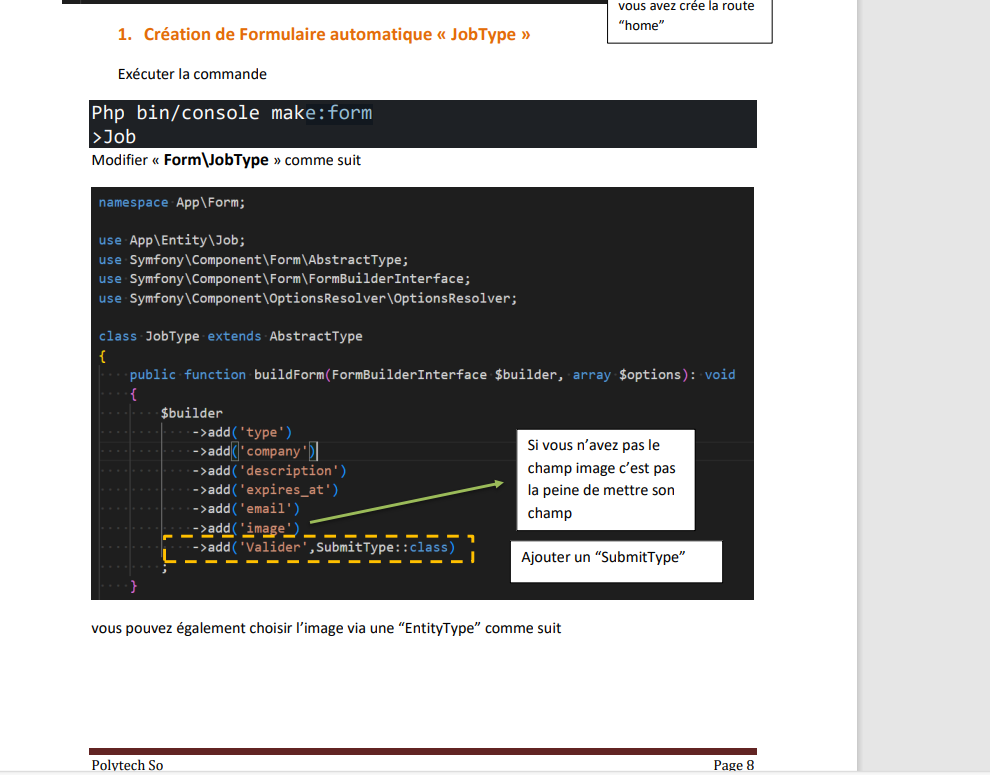 vous avez crée la route
“home”
1. Création de Formulaire automatique « JobType »
Exécuter la commande
Php bin/console make:form
>Job
Modifier « Form\JobType » comme suit
namespace App\Form;
use App\Entity\Job;
use Symfony\Component\Form\AbstractType;
use Symfony\Component\Form\FormBuilderInterface;
use Symfony\Component\OptionsResolver\OptionsResolver;
class JobType extends AbstractType
{
public function buildForm(FormBuilderInterface $builder, array $options): void
{
$builder
->add('type')
->add('company')
->add('description')
->add('expires_at')
->add('email')
->add('image')
->add('Valider',SubmitType::class)
;
}
Si vous n’avez pas le
champ image c’est pas
la peine de mettre son
champ
Ajouter un “SubmitType”
vous pouvez également choisir l’image via une “EntityType” comme suit
Polytech So
Page 8